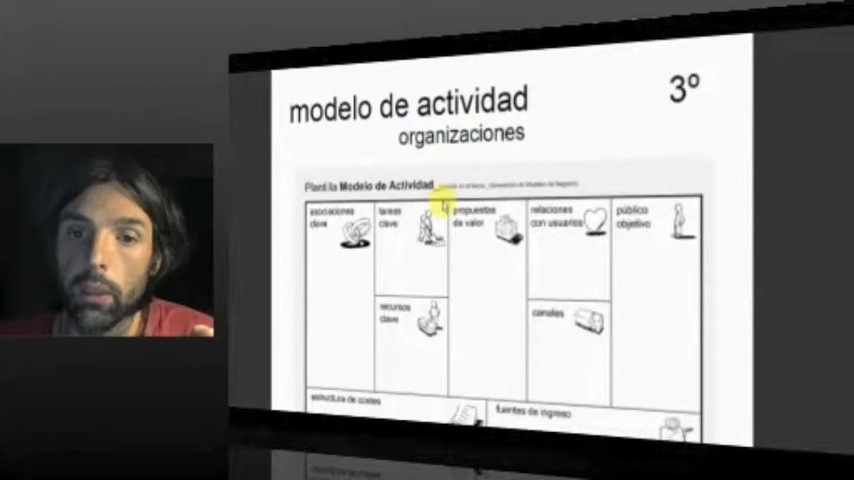 modelo de actividad
3º
organizaciones
Plantilla Modelo de Actividad
asociaciones
clave
tareas
clave
propuestas
de valor
relaciones
con usuarios
público
objetivo
recursos
clave
canales
estructura de costes
fuentes de ingreso